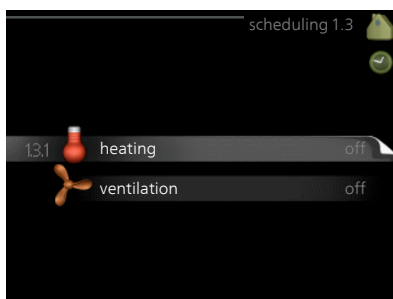 scheduling 1.3
1.3.1 heating off
ventilation off